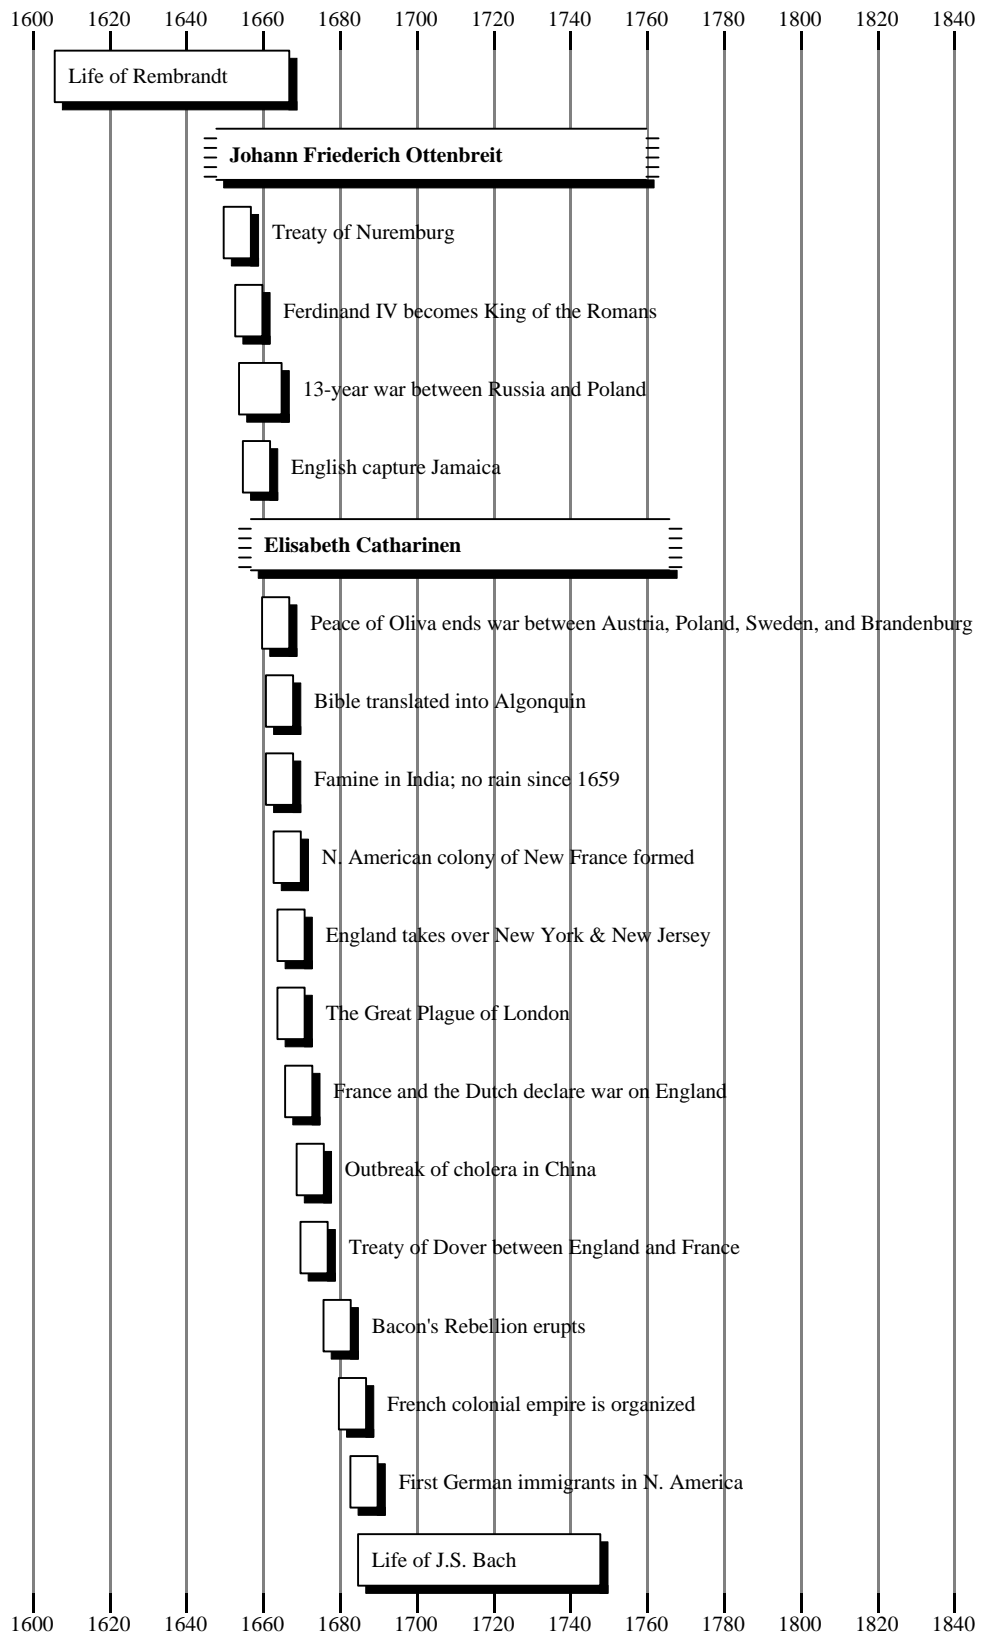 1600 1620 1640 1660 1680 1700 1720 1740 1760 1780 1800 1820 1840
Life of Rembrandt
Johann Friederich Ottenbreit
Treaty of Nuremburg
Ferdinand IV becomes King of the Romans
13-year war between Russia and Poland
English capture Jamaica
Elisabeth Catharinen
Peace of Oliva ends war between Austria, Poland, Sweden, and Brandenburg
Bible translated into Algonquin
Famine in India; no rain since 1659
N. American colony of New France formed
England takes over New York & New Jersey
The Great Plague of London
France and the Dutch declare war on England
Outbreak of cholera in China
Treaty of Dover between England and France
Bacon's Rebellion erupts
French colonial empire is organized
First German immigrants in N. America
Life of J.S. Bach
1600 1620 1640 1660 1680 1700 1720 1740 1760 1780 1800 1820 1840